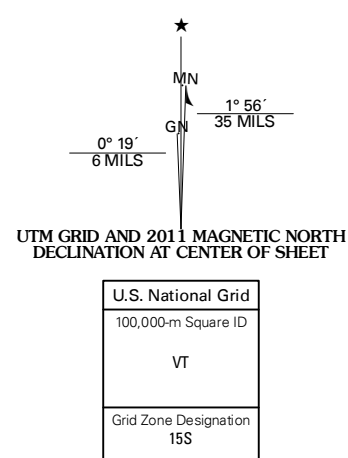 ★
MN
1° 56´
35 MILS
GN
0° 19´
6 MILS
UTM GRID AND 2011 MAGNETIC NORTH
DECLINATION AT CENTER OF SHEET
U.S. National Grid
100,000-m Square ID
VT
Grid Zone Designation
15S